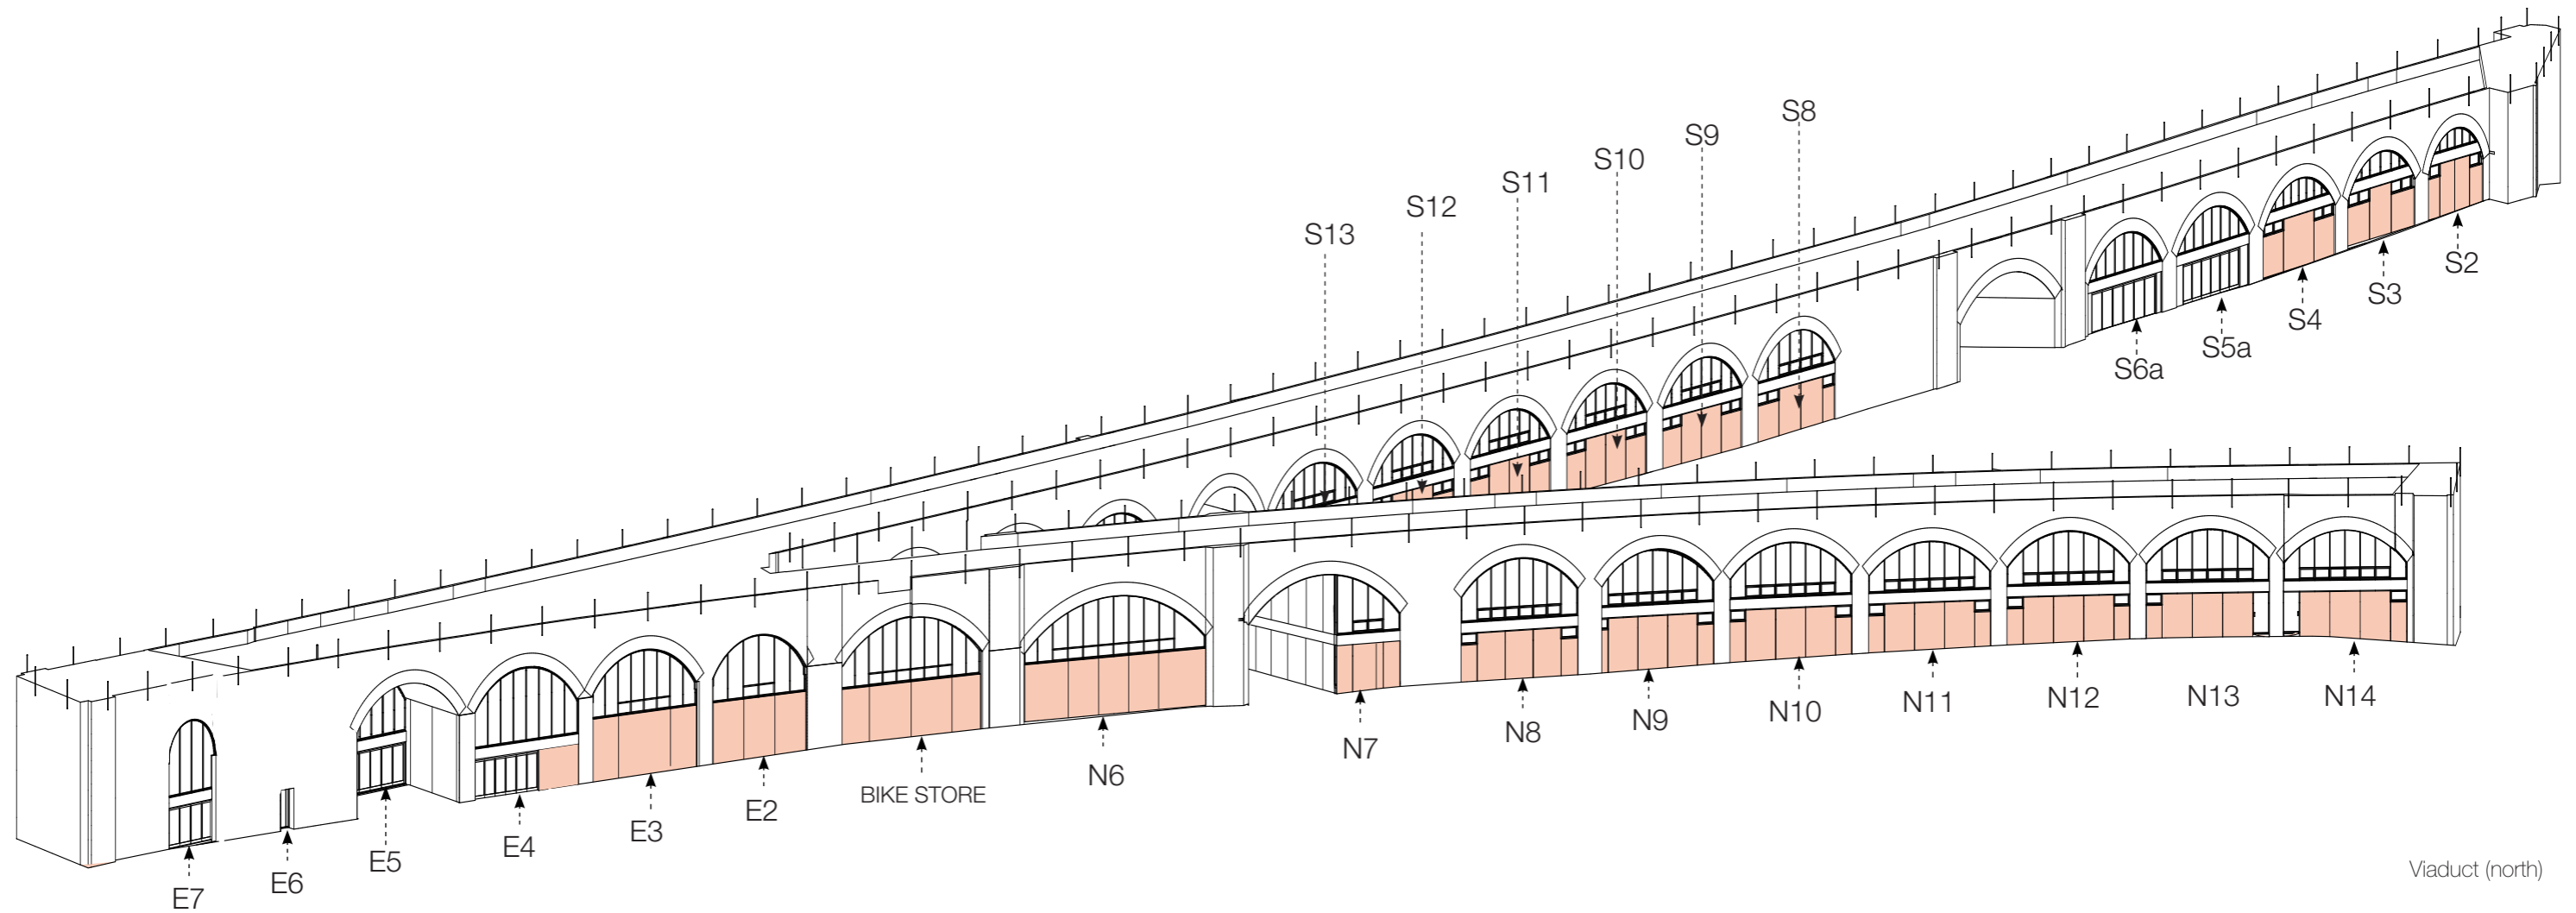 S8
S9
S10
S11
S12
S13
S2
S3
S4
S5a
S6a
N14
N13
N12
N11
N10
N9
N8
N7
N6
BIKE STORE
E2
E3
E4
E5
E6
E7
Viaduct (north)